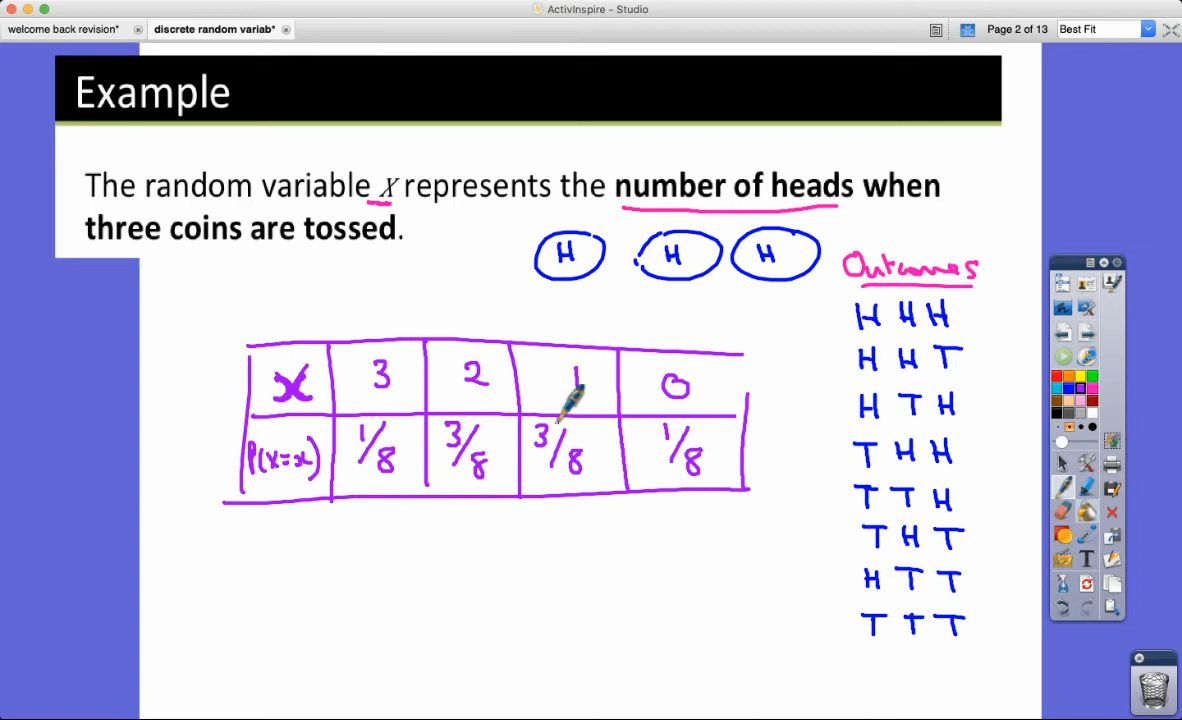 ActivInspire - Studio
welcome back revision*
discrete random variab*
Page 2 of 13
Best Fit
Example
The random variable X represents the number of heads when
three coins are tossed.
H H H
Outcomes
H H H
H H T
H T H
T H H
T T H
T H T
H T T
T T T
x 3 2 1 0
P(X=x) 1/8 3/8 3/8 1/8